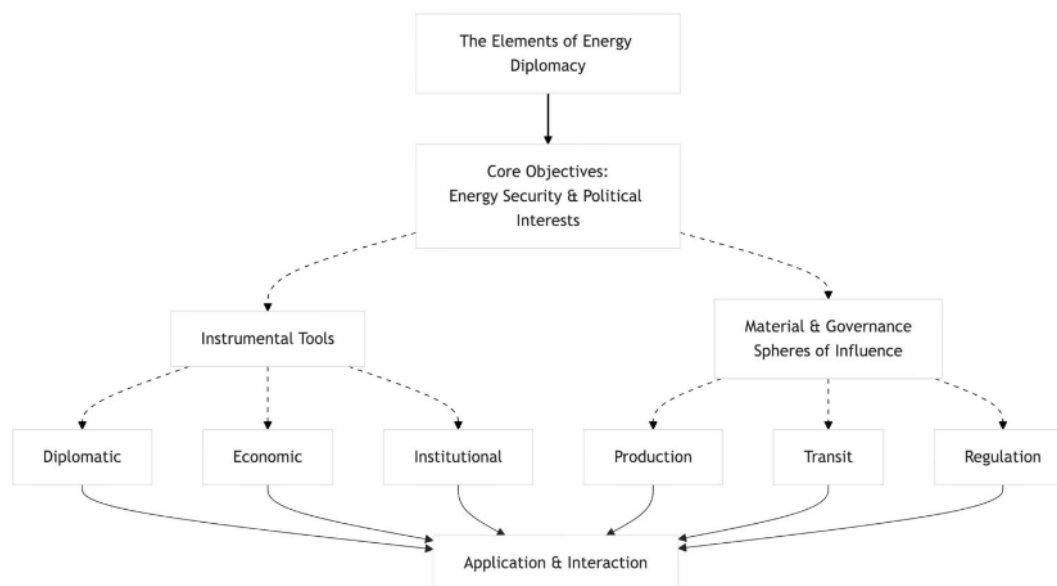 The Elements of Energy
Diplomacy
Core Objectives:
Energy Security & Political
Interests
Instrumental Tools
Material & Governance
Spheres of Influence
Diplomatic
Economic
Institutional
Production
Transit
Regulation
Application & Interaction